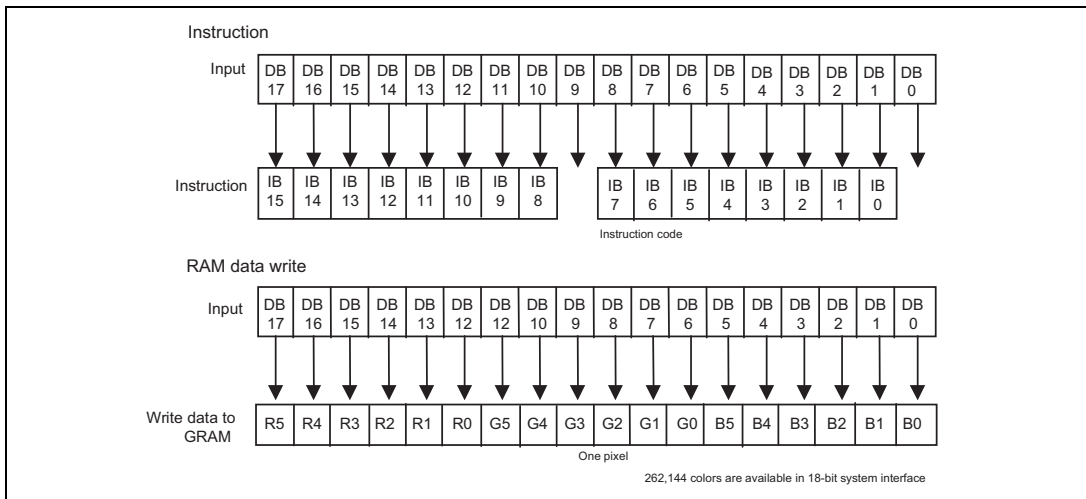 Instruction
Input DB 17 DB 16 DB 15 DB 14 DB 13 DB 12 DB 11 DB 10 DB 9 DB 8 DB 7 DB 6 DB 5 DB 4 DB 3 DB 2 DB 1 DB 0
Instruction IB 15 IB 14 IB 13 IB 12 IB 11 IB 10 IB 9 IB 8 IB 7 IB 6 IB 5 IB 4 IB 3 IB 2 IB 1 IB 0
Instruction code
RAM data write
Input DB 17 DB 16 DB 15 DB 14 DB 13 DB 12 DB 12 DB 10 DB 9 DB 8 DB 7 DB 6 DB 5 DB 4 DB 3 DB 2 DB 1 DB 0
Write data to GRAM R5 R4 R3 R2 R1 R0 G5 G4 G3 G2 G1 G0 B5 B4 B3 B2 B1 B0
One pixel
262,144 colors are available in 18-bit system interface